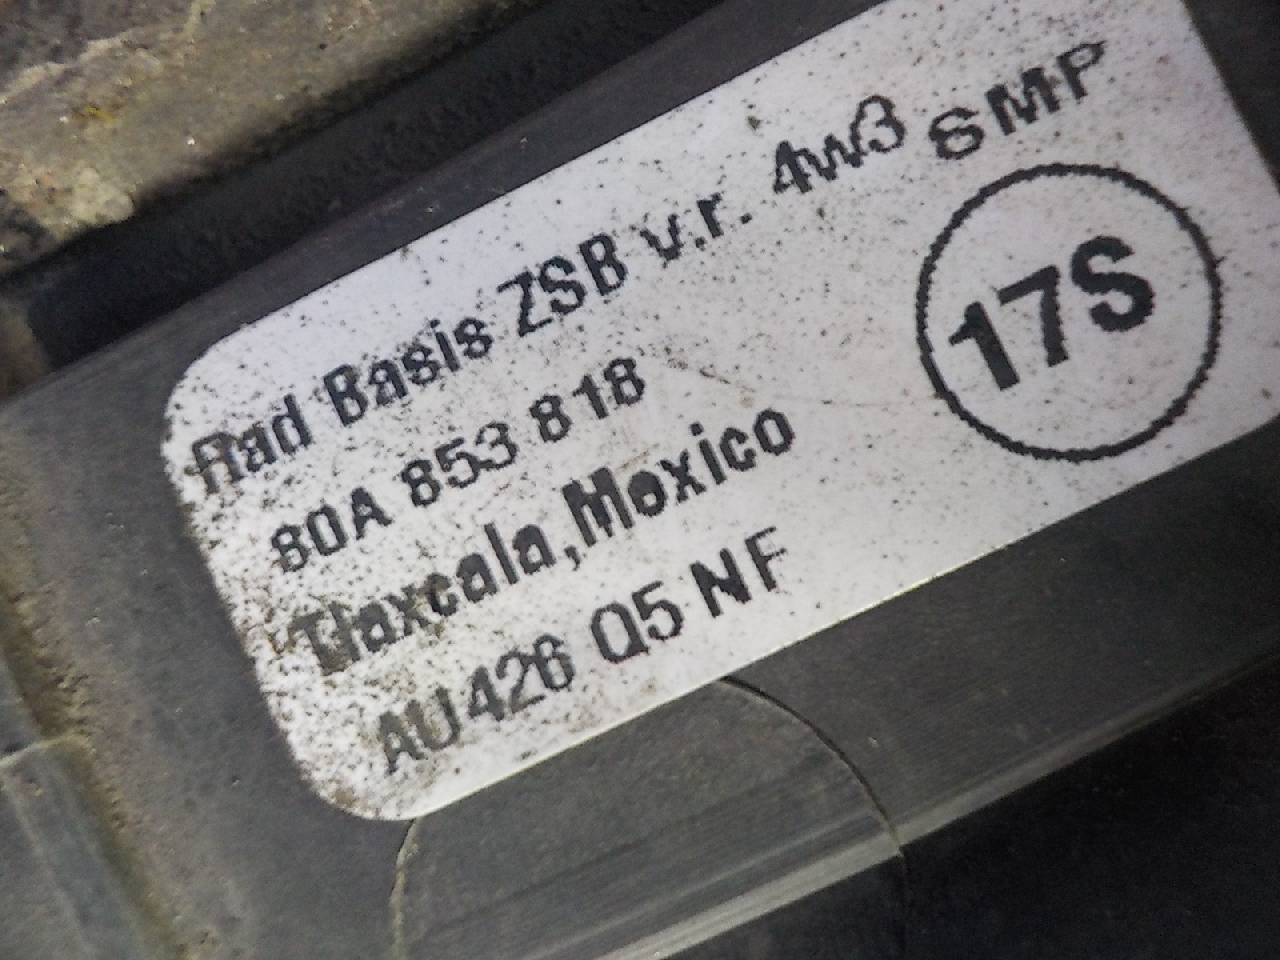 Rad Basis ZSB v.r. 4w3 SMP
80A 853 818
17S
Tlaxcala,Mexico
AU426 Q5 NF